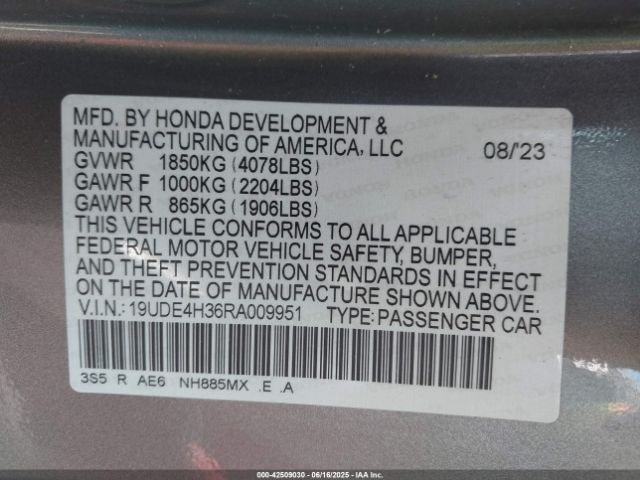 MFD. BY HONDA DEVELOPMENT &
MANUFACTURING OF AMERICA, LLC 08/'23
GVWR 1850KG (4078LBS)
GAWR F 1000KG (2204LBS)
GAWR R 865KG (1906LBS)
THIS VEHICLE CONFORMS TO ALL APPLICABLE
FEDERAL MOTOR VEHICLE SAFETY, BUMPER,
AND THEFT PREVENTION STANDARDS IN EFFECT
ON THE DATE OF MANUFACTURE SHOWN ABOVE.
V.I.N.: 19UDE4H36RA009951 TYPE: PASSENGER CAR
3S5 R AE6 NH885MX .E .A
000-42509030 - 06/16/2025 - IAA Inc.